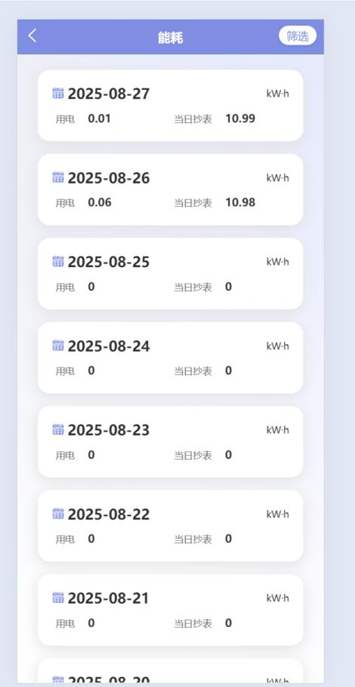 能耗 筛选
2025-08-27 kW·h
用电 0.01 当日抄表 10.99
2025-08-26 kW·h
用电 0.06 当日抄表 10.98
2025-08-25 kW·h
用电 0 当日抄表 0
2025-08-24 kW·h
用电 0 当日抄表 0
2025-08-23 kW·h
用电 0 当日抄表 0
2025-08-22 kW·h
用电 0 当日抄表 0
2025-08-21 kW·h
用电 0 当日抄表 0
2025-08-20 kW·h